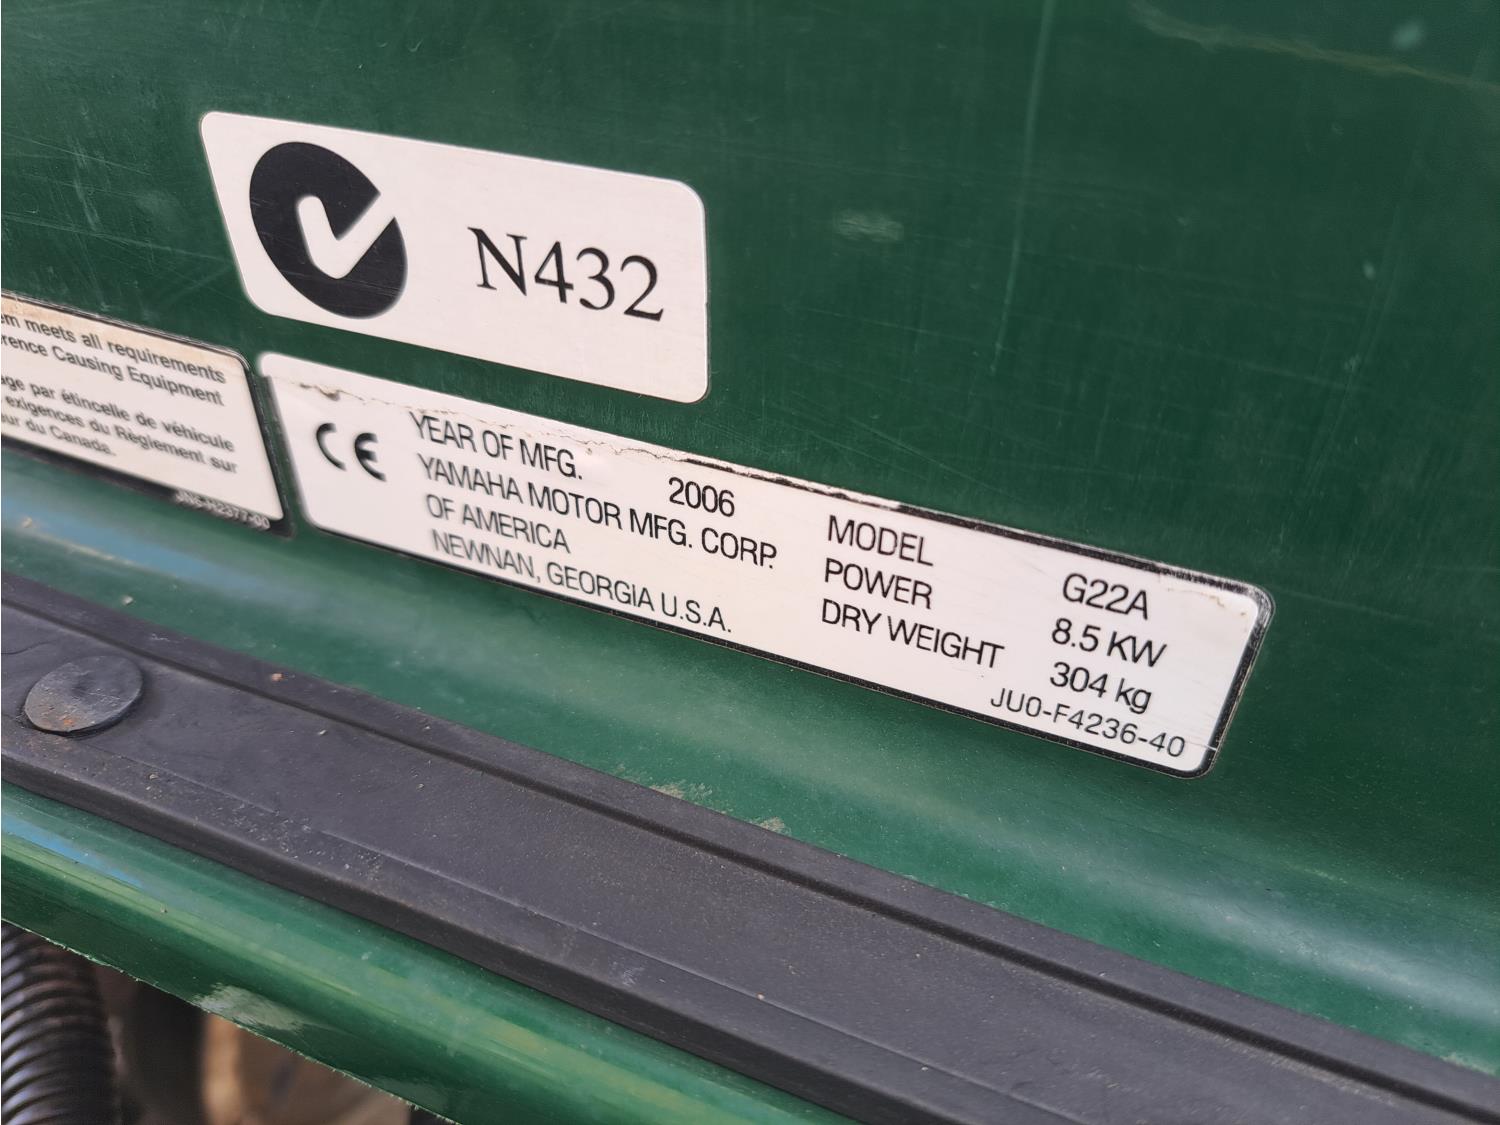 N432
em meets all requirements
rence Causing Equipment
age par étincelle de véhicule
exigences du Règlement sur
eur du Canada.
CE
YEAR OF MFG. 2006
YAMAHA MOTOR MFG. CORP.
OF AMERICA
NEWNAN, GEORGIA U.S.A.
MODEL G22A
POWER 8.5 KW
DRY WEIGHT 304 kg
JU0-F4236-40